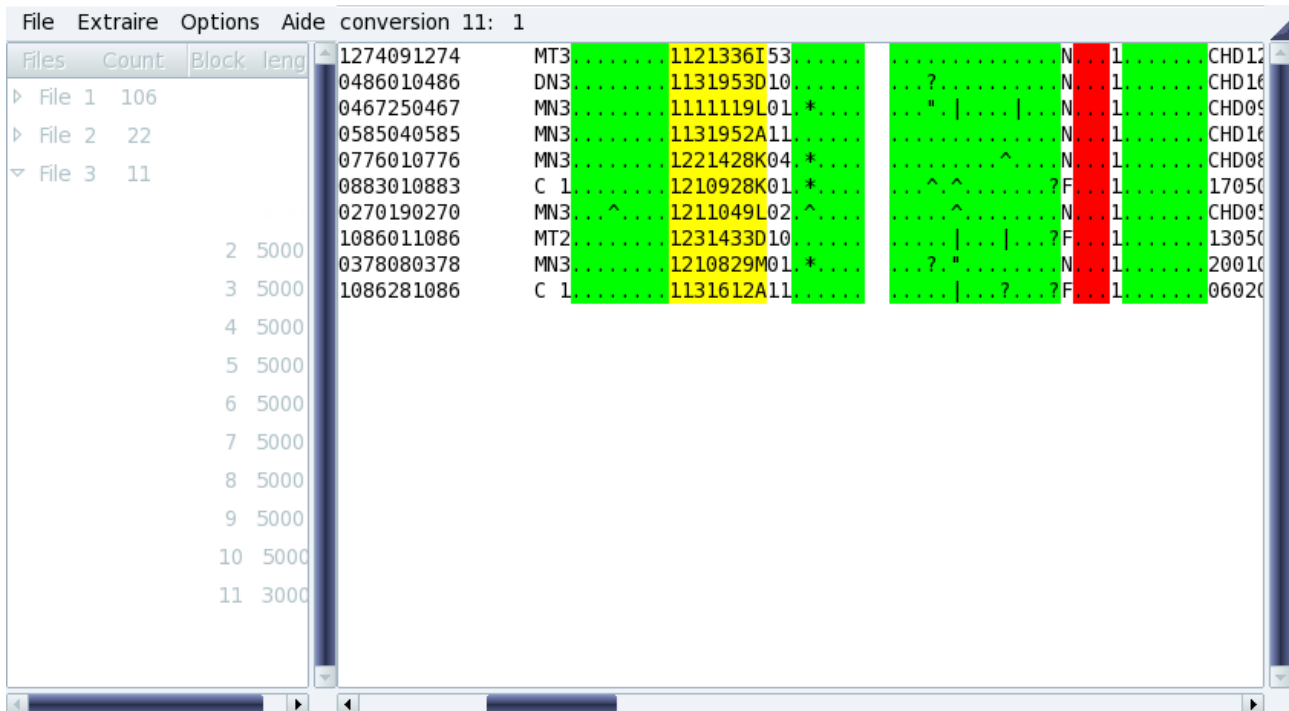 File Extraire Options Aide conversion 11: 1
Files Count Block leng
File 1 106
File 2 22
File 3 11
2 5000
3 5000
4 5000
5 5000
6 5000
7 5000
8 5000
9 5000
10 5000
11 3000
1274091274 MT3........1121336I53...... ..............N...1.......CHD12
0486010486 DN3........1131953D10...... ...?..........N...1.......CHD16
0467250467 MN3........1111119L01.*.... ...".|....|...N...1.......CHD09
0585040585 MN3........1131952A11...... ..............N...1.......CHD16
0776010776 MN3........1221428K04.*.... .........^....N...1.......CHD08
0883010883 C 1........1210928K01.*.... ...^.^.......?F...1.......17050
0270190270 MN3...^....1211049L02.^.... .....^........N...1.......CHD05
1086011086 MT2........1231433D10...... .....|...|...?F...1.......13050
0378080378 MN3........1210829M01.*.... ...?."........N...1.......20010
1086281086 C 1........1131612A11...... .....|...?...?F...1.......06020